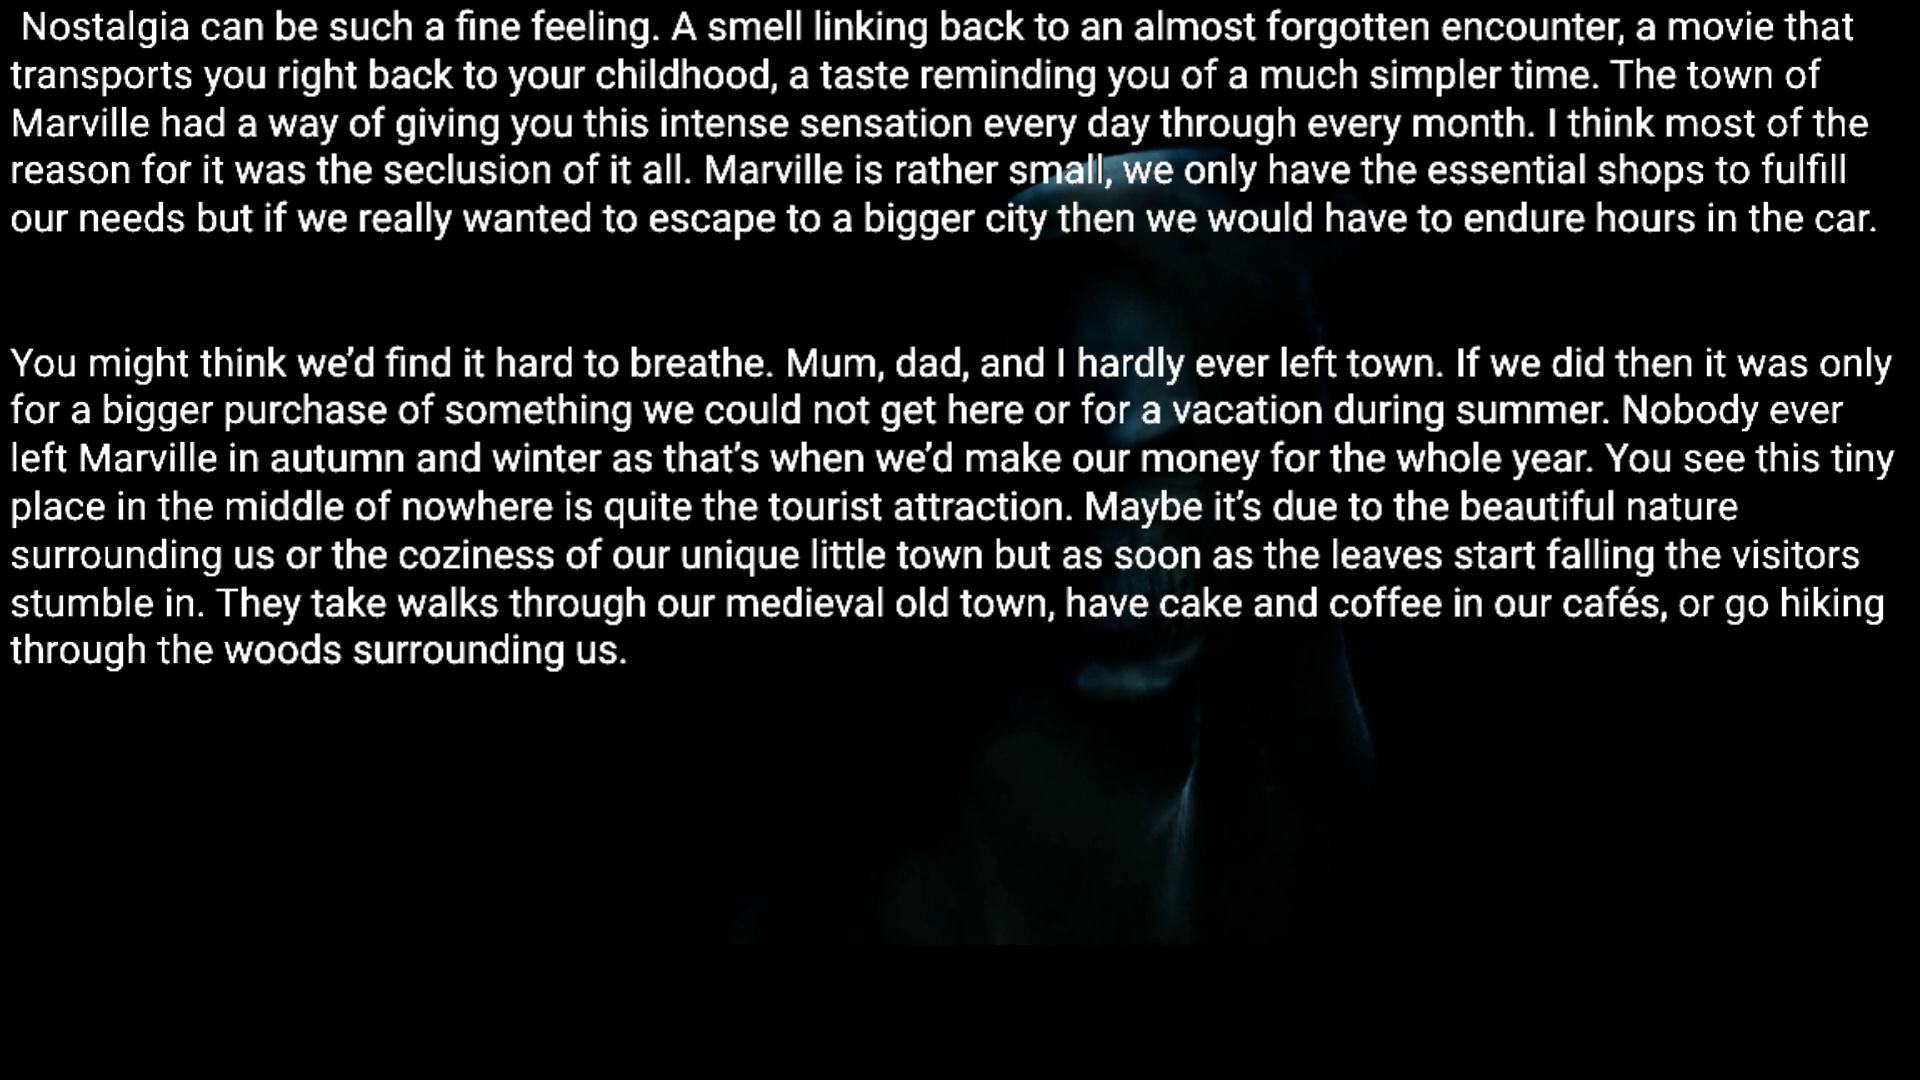 Nostalgia can be such a fine feeling. A smell linking back to an almost forgotten encounter, a movie that
transports you right back to your childhood, a taste reminding you of a much simpler time. The town of
Marville had a way of giving you this intense sensation every day through every month. I think most of the
reason for it was the seclusion of it all. Marville is rather small, we only have the essential shops to fulfill
our needs but if we really wanted to escape to a bigger city then we would have to endure hours in the car.
You might think we’d find it hard to breathe. Mum, dad, and I hardly ever left town. If we did then it was only
for a bigger purchase of something we could not get here or for a vacation during summer. Nobody ever
left Marville in autumn and winter as that’s when we’d make our money for the whole year. You see this tiny
place in the middle of nowhere is quite the tourist attraction. Maybe it’s due to the beautiful nature
surrounding us or the coziness of our unique little town but as soon as the leaves start falling the visitors
stumble in. They take walks through our medieval old town, have cake and coffee in our cafés, or go hiking
through the woods surrounding us.